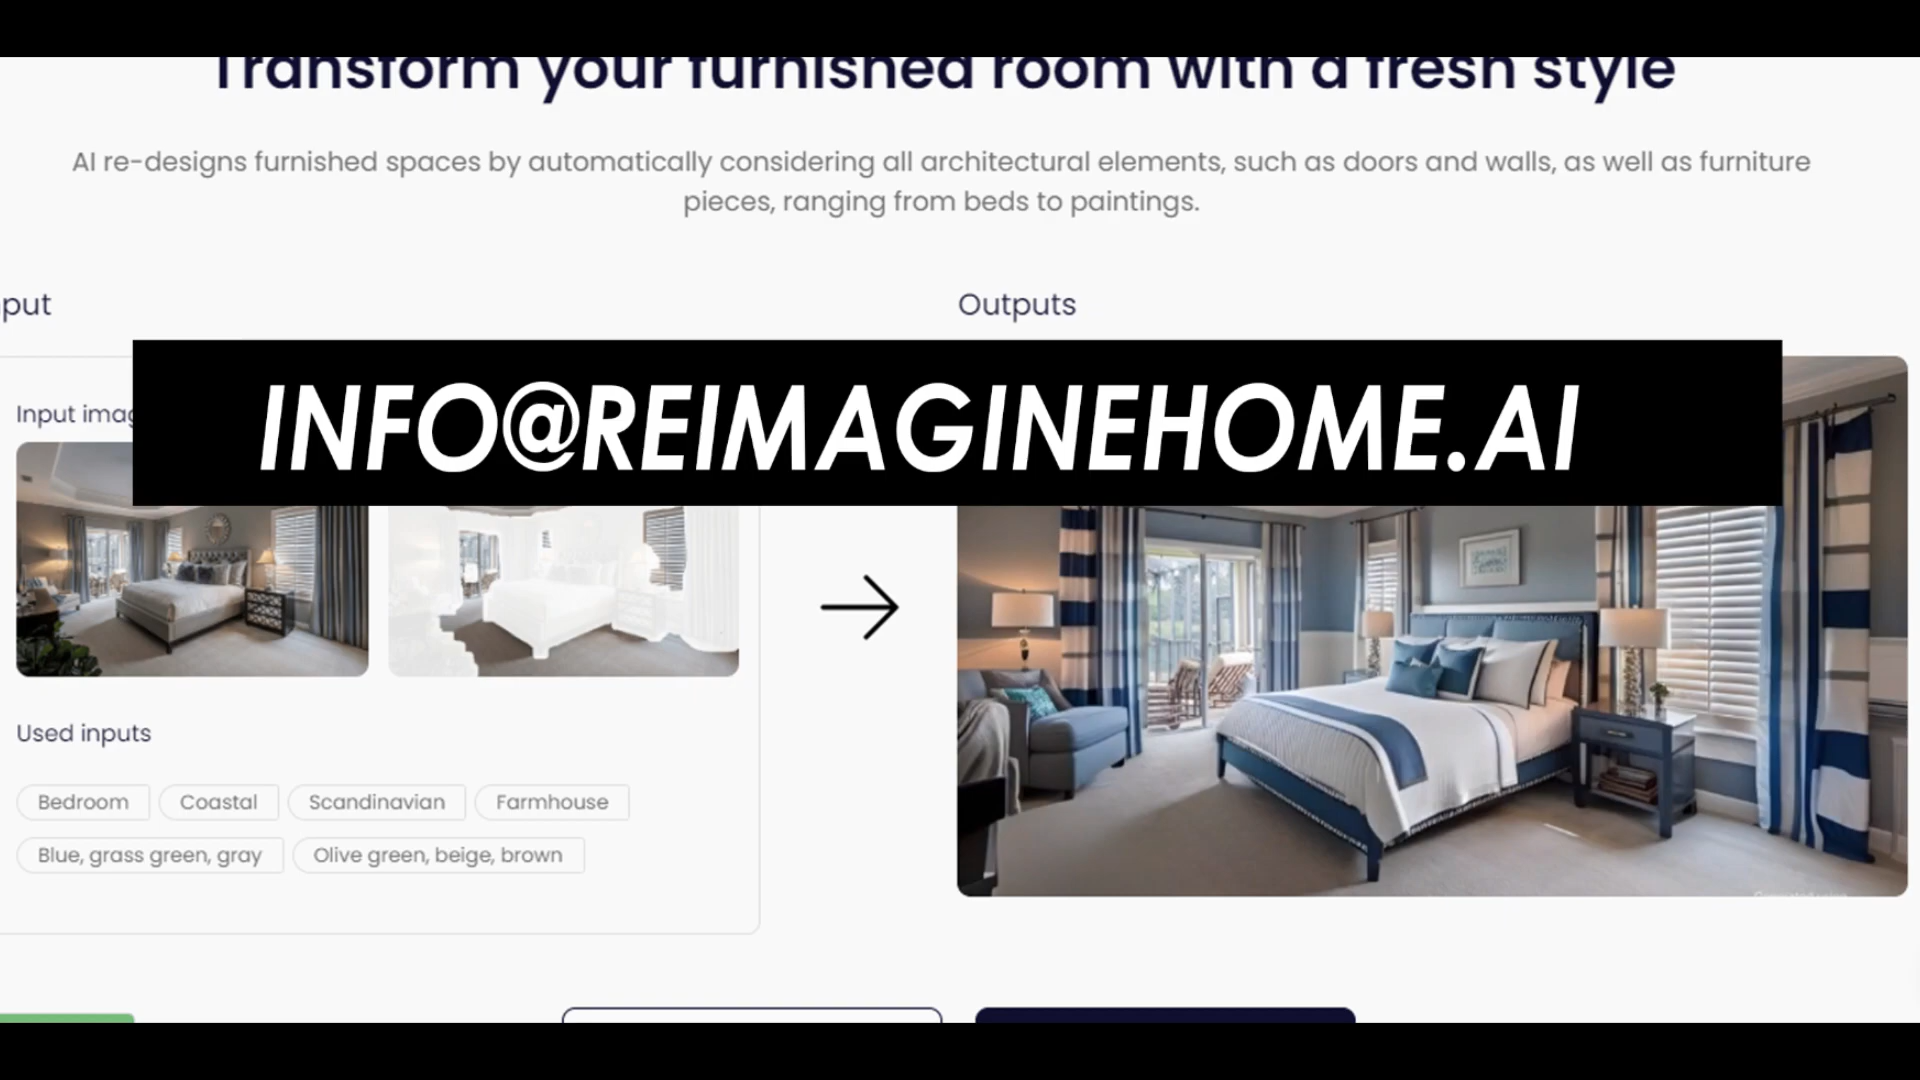 Transform your furnished room with a fresh style
AI re-designs furnished spaces by automatically considering all architectural elements, such as doors and walls, as well as furniture
pieces, ranging from beds to paintings.
put
Outputs
INFO@REIMAGINEHOME.AI
Input imag
Used inputs
Bedroom
Coastal
Scandinavian
Farmhouse
Blue, grass green, gray
Olive green, beige, brown